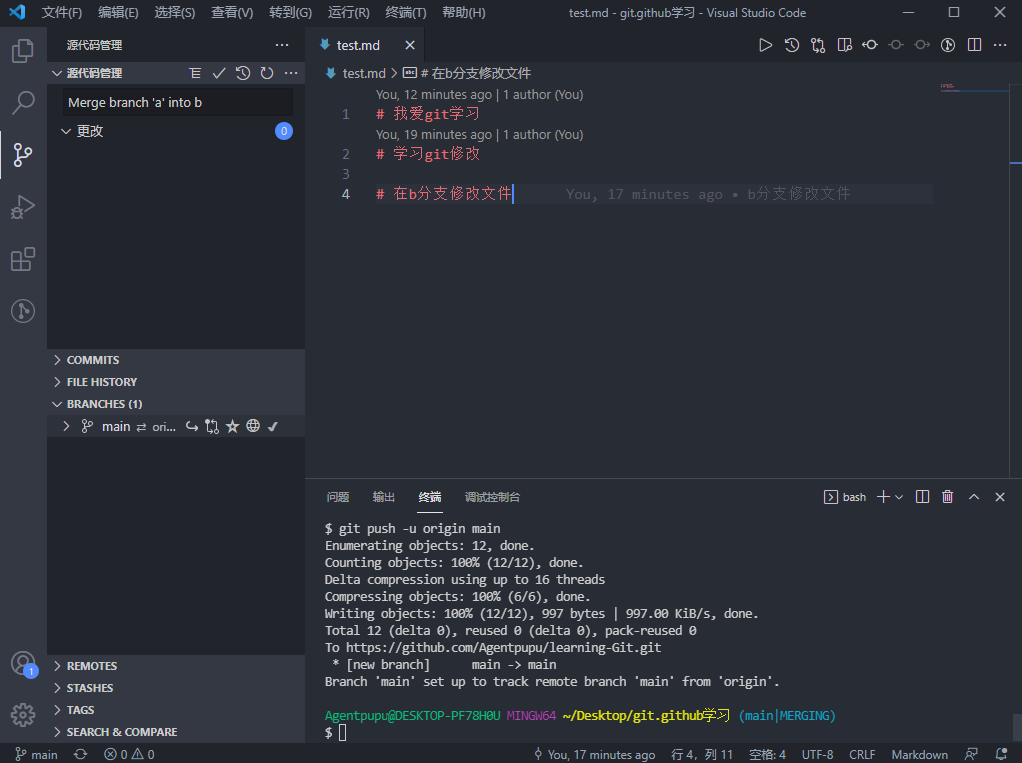 文件(F) 编辑(E) 选择(S) 查看(V) 转到(G) 运行(R) 终端(T) 帮助(H) test.md - git.github学习 - Visual Studio Code
源代码管理
test.md
源代码管理
test.md > # 在b分支修改文件
Merge branch 'a' into b
更改 0
You, 12 minutes ago | 1 author (You)
1 # 我爱git学习
You, 19 minutes ago | 1 author (You)
2 # 学习git修改
3
4 # 在b分支修改文件 You, 17 minutes ago • b分支修改文件
COMMITS
FILE HISTORY
BRANCHES (1)
main ⇄ ori...
REMOTES
STASHES
TAGS
SEARCH & COMPARE
1
问题 输出 终端 调试控制台 bash
$ git push -u origin main
Enumerating objects: 12, done.
Counting objects: 100% (12/12), done.
Delta compression using up to 16 threads
Compressing objects: 100% (6/6), done.
Writing objects: 100% (12/12), 997 bytes | 997.00 KiB/s, done.
Total 12 (delta 0), reused 0 (delta 0), pack-reused 0
To https://github.com/Agentpupu/learning-Git.git
* [new branch] main -> main
Branch 'main' set up to track remote branch 'main' from 'origin'.
Agentpupu@DESKTOP-PF78H0U MINGW64 ~/Desktop/git.github学习 (main|MERGING)
$
main 0 0 You, 17 minutes ago 行 4，列 11 空格: 4 UTF-8 CRLF Markdown